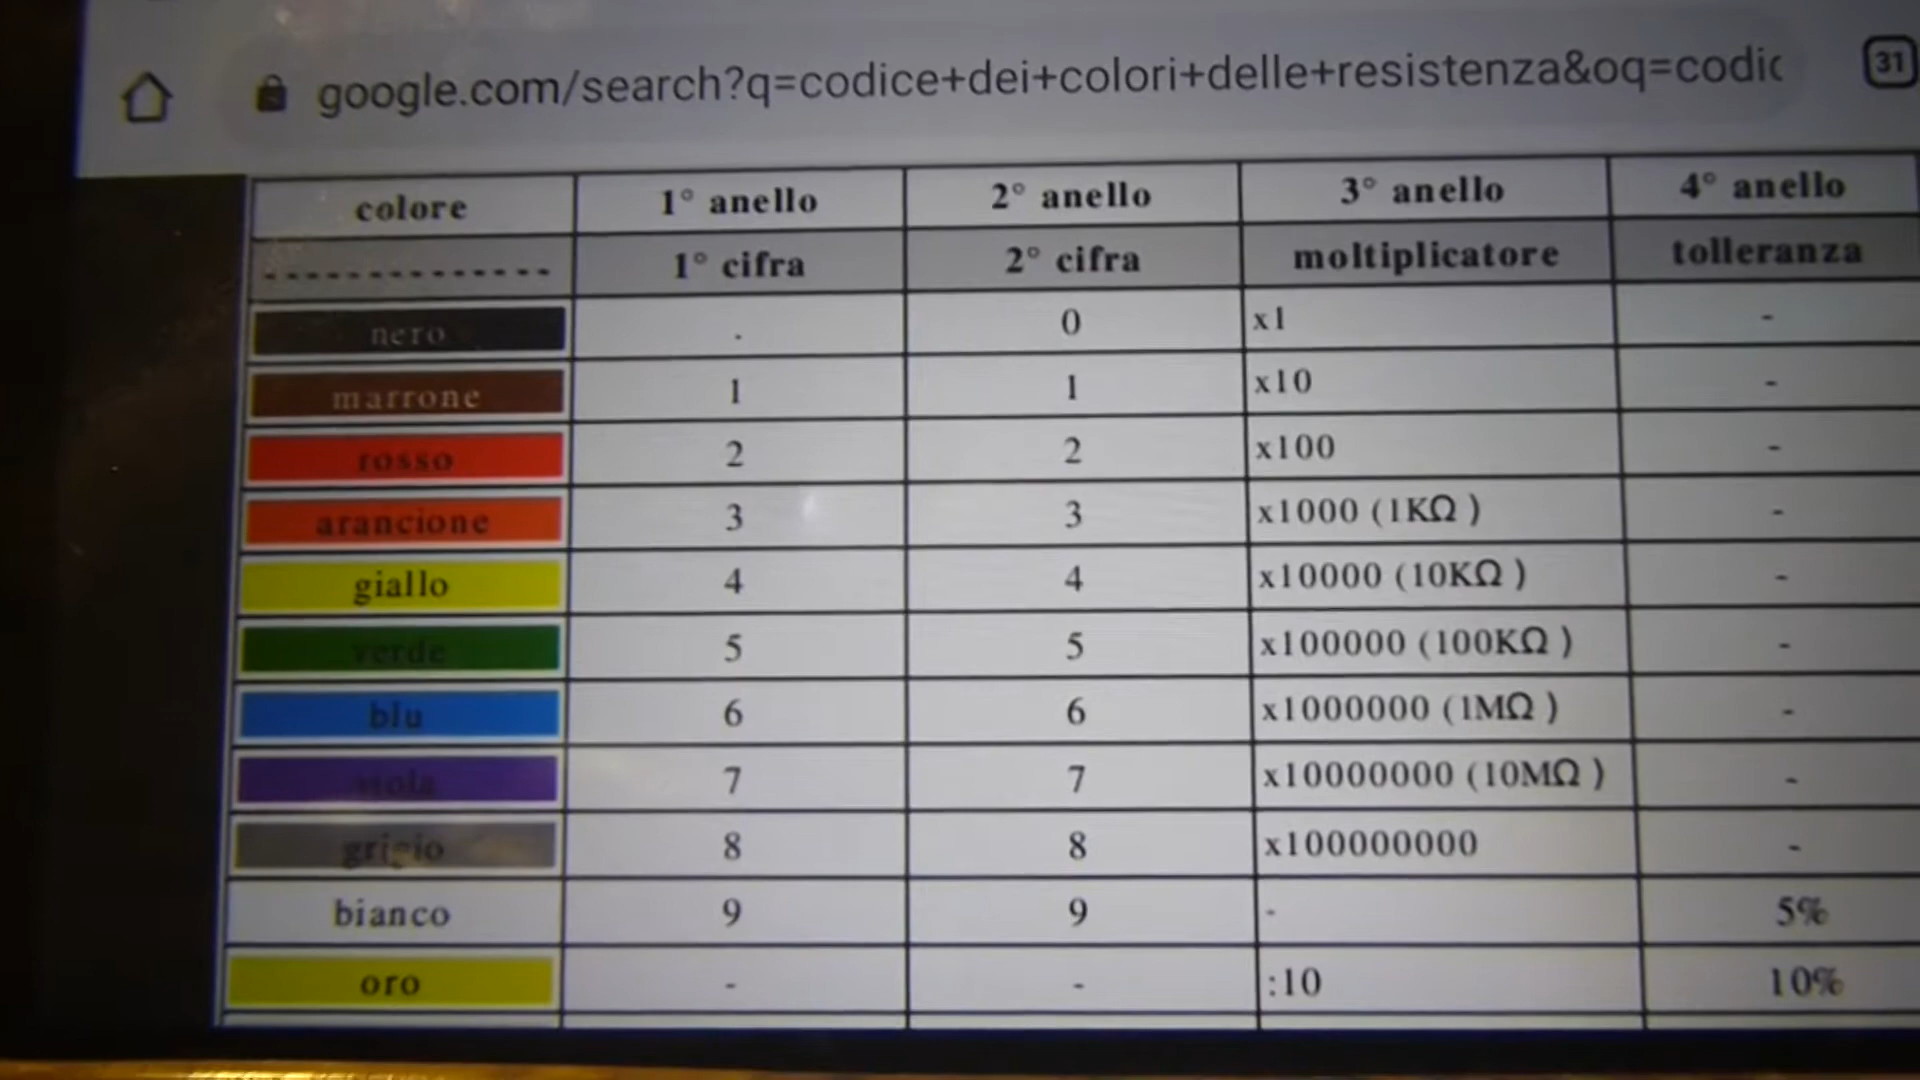 google.com/search?q=codice+dei+colori+delle+resistenza&oq=codic
31
colore 1° anello 2° anello 3° anello 4° anello
-------------- 1° cifra 2° cifra moltiplicatore tolleranza
nero . 0 x1 -
marrone 1 1 x10 -
rosso 2 2 x100 -
arancione 3 3 x1000 (1KΩ ) -
giallo 4 4 x10000 (10KΩ ) -
verde 5 5 x100000 (100KΩ ) -
blu 6 6 x1000000 (1MΩ ) -
viola 7 7 x10000000 (10MΩ ) -
grigio 8 8 x100000000 -
bianco 9 9 - 5%
oro - - :10 10%